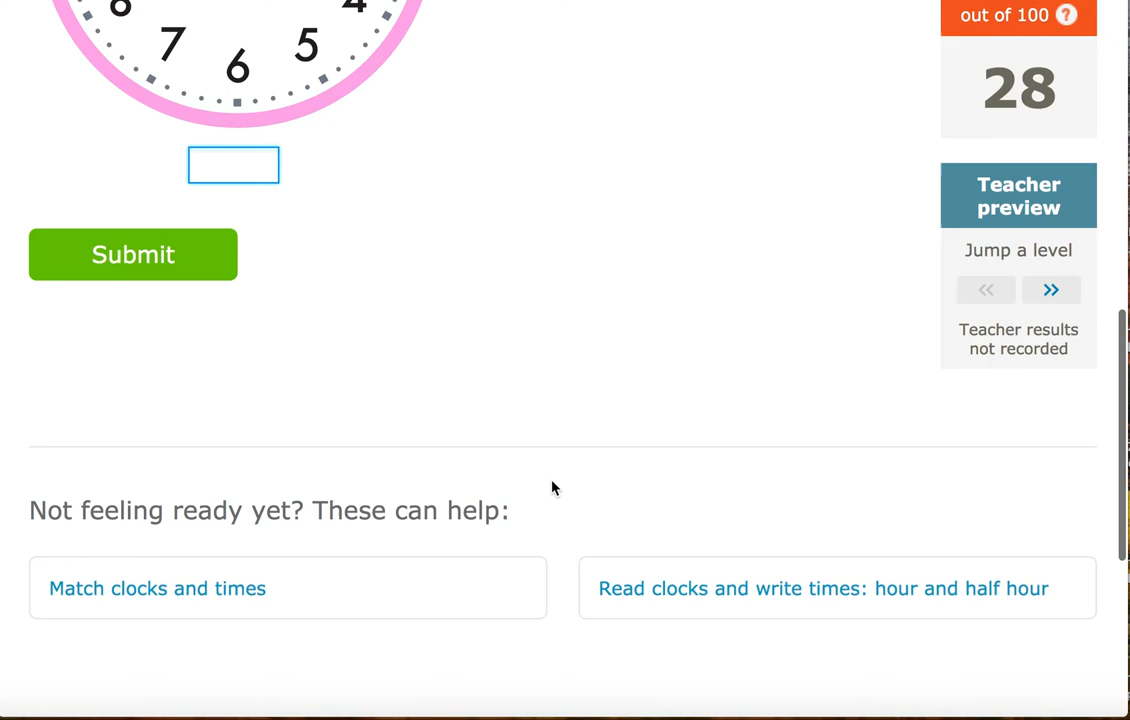 8
4
7
5
6
out of 100 ?
28
Submit
Teacher
preview
Jump a level
<< >>
Teacher results
not recorded
Not feeling ready yet? These can help:
Match clocks and times
Read clocks and write times: hour and half hour